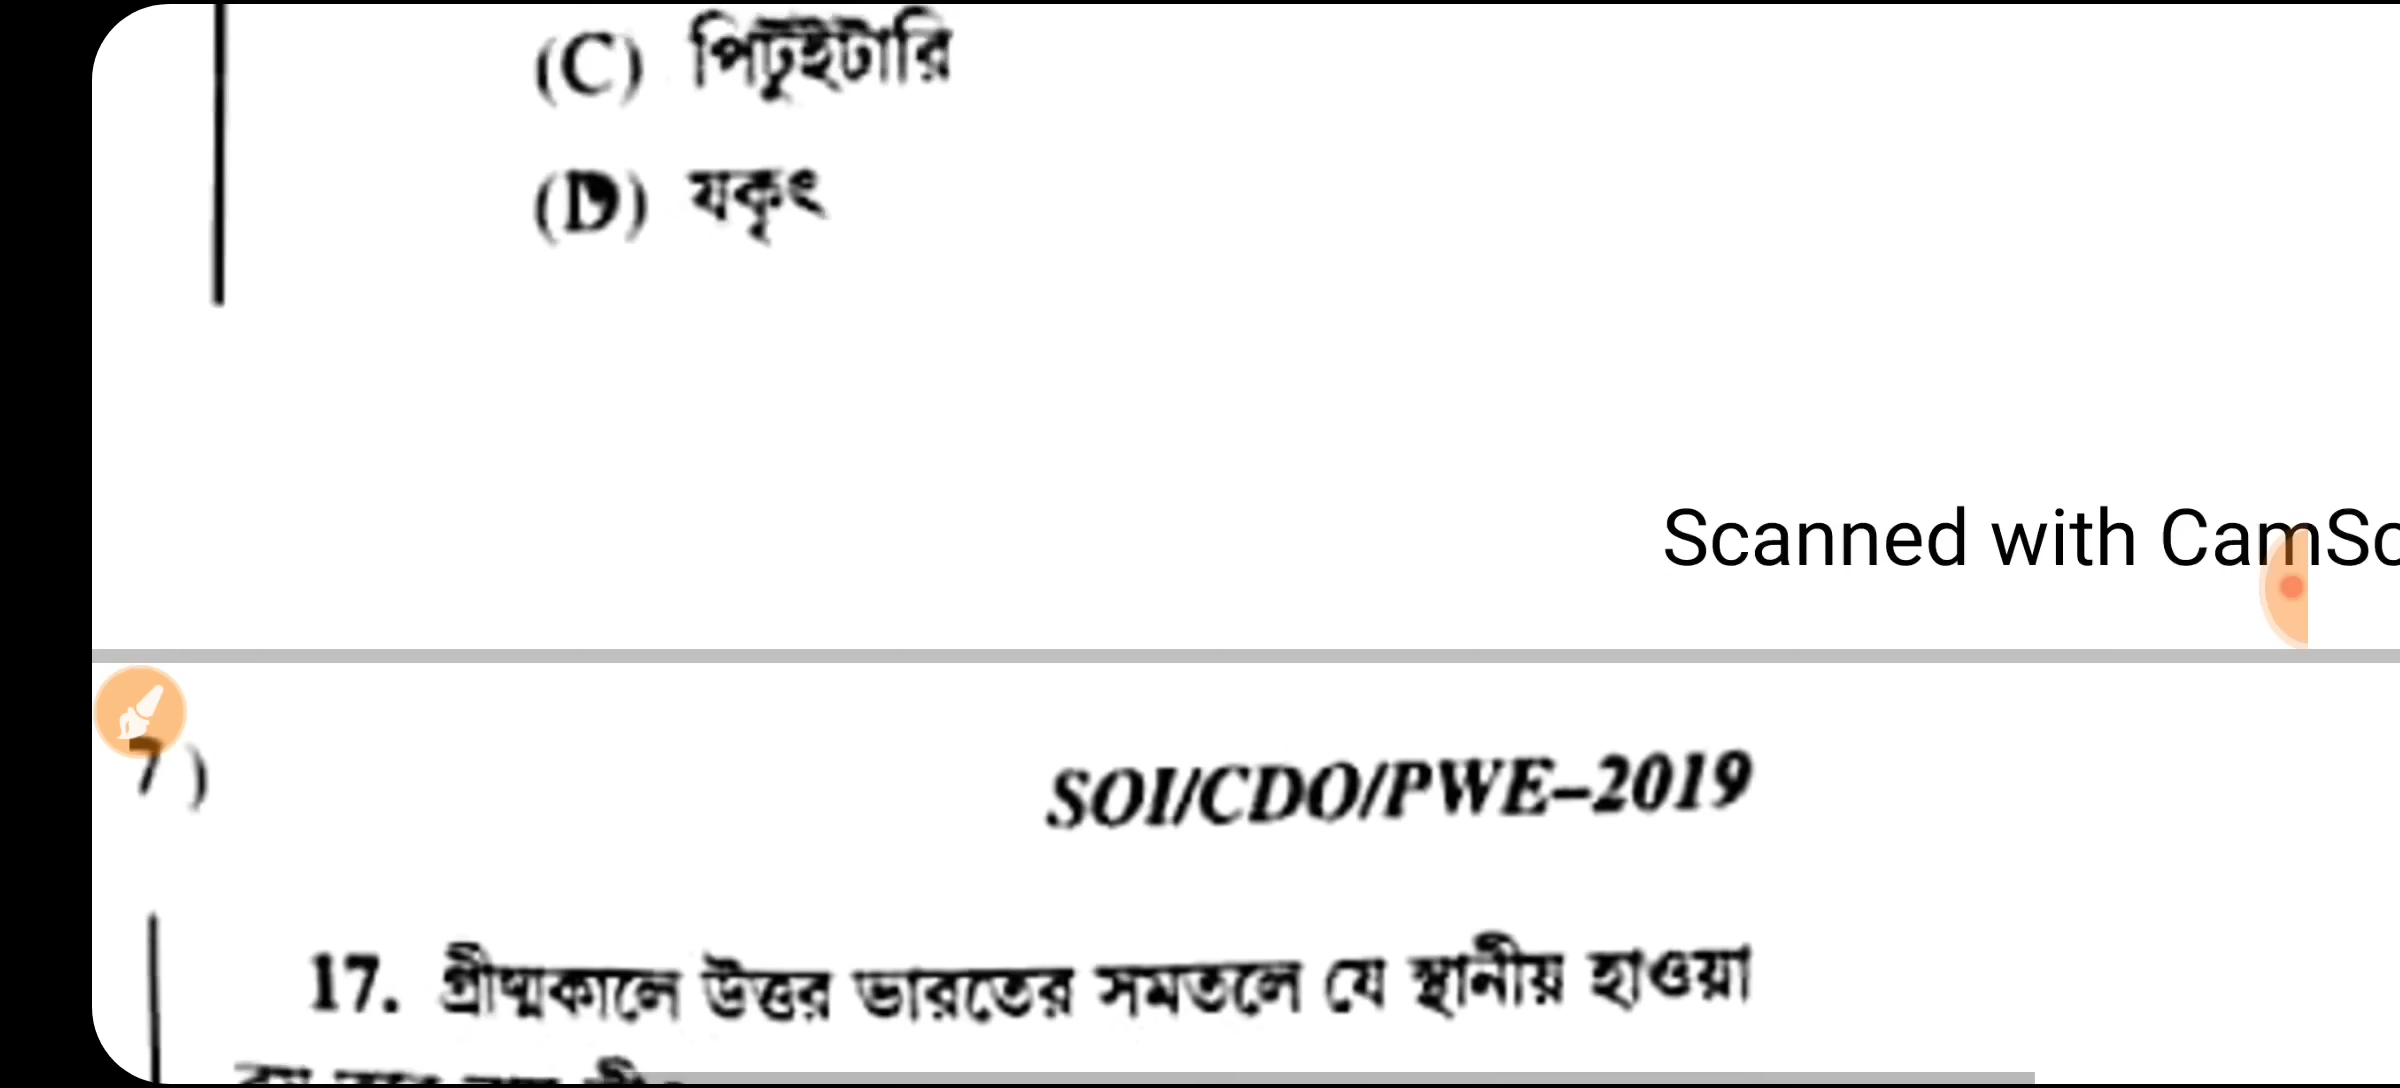 (C) পিটুইটারি
(D) যকৃৎ
Scanned with CamSc
7 )
SOI/CDO/PWE–2019
17. গ্রীষ্মকালে উত্তর ভারতের সমতলে যে স্থানীয় হাওয়া